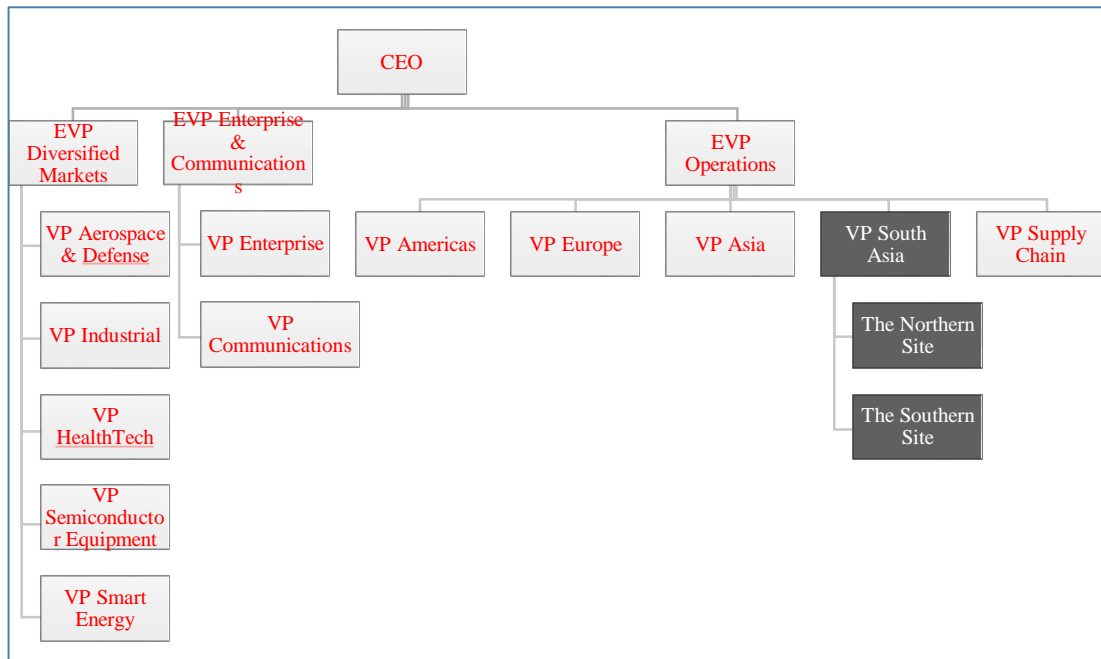 CEO
EVP
Diversified
Markets
EVP Enterprise
&
Communication
s
EVP
Operations
VP Aerospace
& Defense
VP Industrial
VP
HealthTech
VP
Semiconducto
r Equipment
VP Smart
Energy
VP Enterprise
VP
Communications
VP Americas
VP Europe
VP Asia
VP South
Asia
The Northern
Site
The Southern
Site
VP Supply
Chain